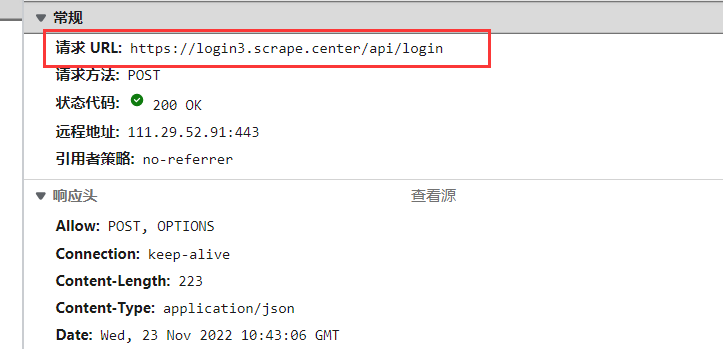 常规
请求 URL: https://login3.scrape.center/api/login
请求方法: POST
状态代码: 200 OK
远程地址: 111.29.52.91:443
引用者策略: no-referrer
响应头 查看源
Allow: POST, OPTIONS
Connection: keep-alive
Content-Length: 223
Content-Type: application/json
Date: Wed, 23 Nov 2022 10:43:06 GMT